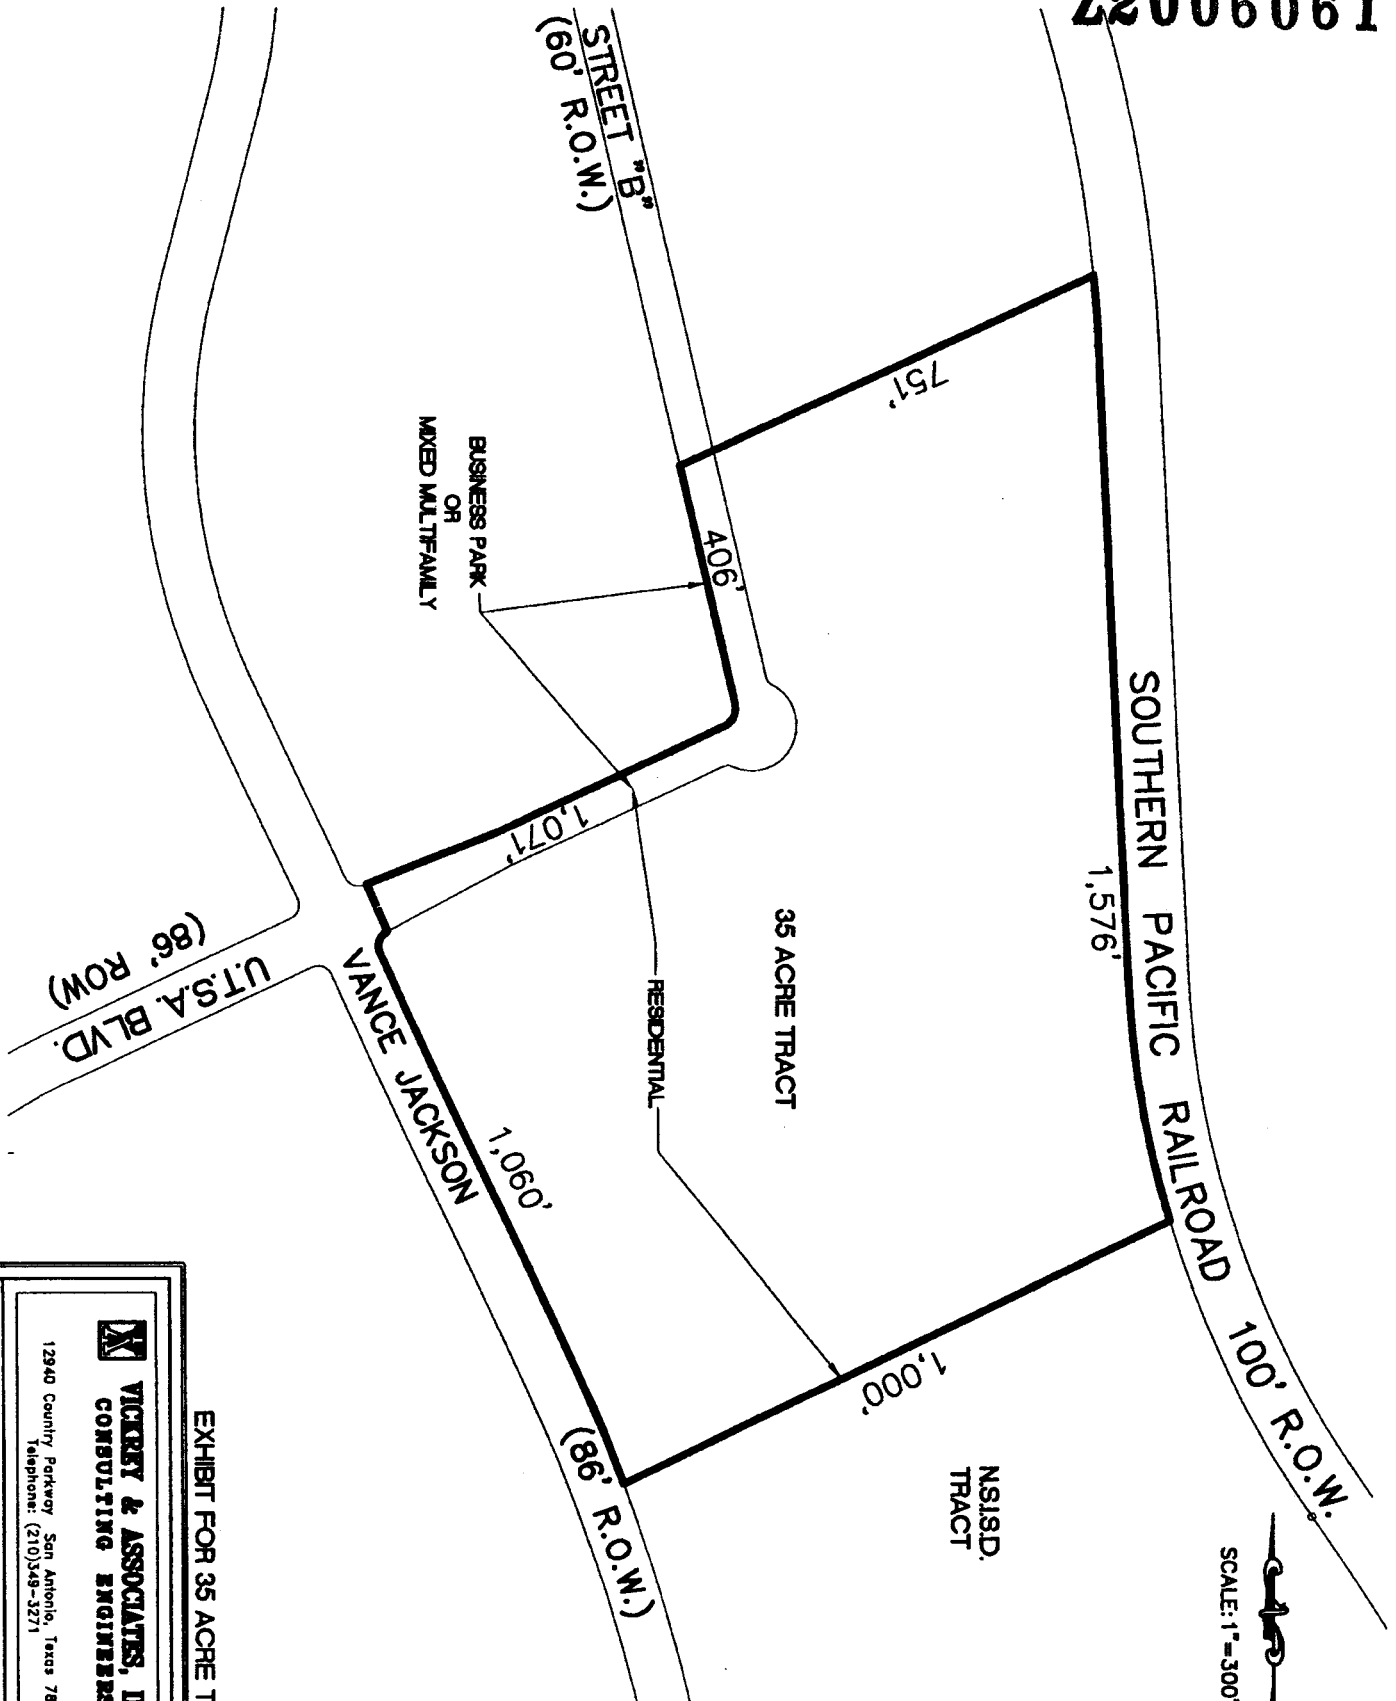 Z2006061
STREET "B"
(60' R.O.W.)
751'
406'
BUSINESS PARK
OR
MIXED MULTIFAMILY
1,071'
SOUTHERN PACIFIC RAILROAD 100' R.O.W.
1,576'
35 ACRE TRACT
RESIDENTIAL
U.T.S.A. BLVD.
(86' ROW)
VANCE JACKSON
(86' R.O.W.)
1,060'
1,000'
N.S.I.S.D.
TRACT
SCALE: 1"=300'
EXHIBIT FOR 35 ACRE
VICKREY & ASSOCIATES,
CONSULTING ENGINEERS
12940 Country Parkway San Antonio, Texas 78
Telephone: (210)349-3271